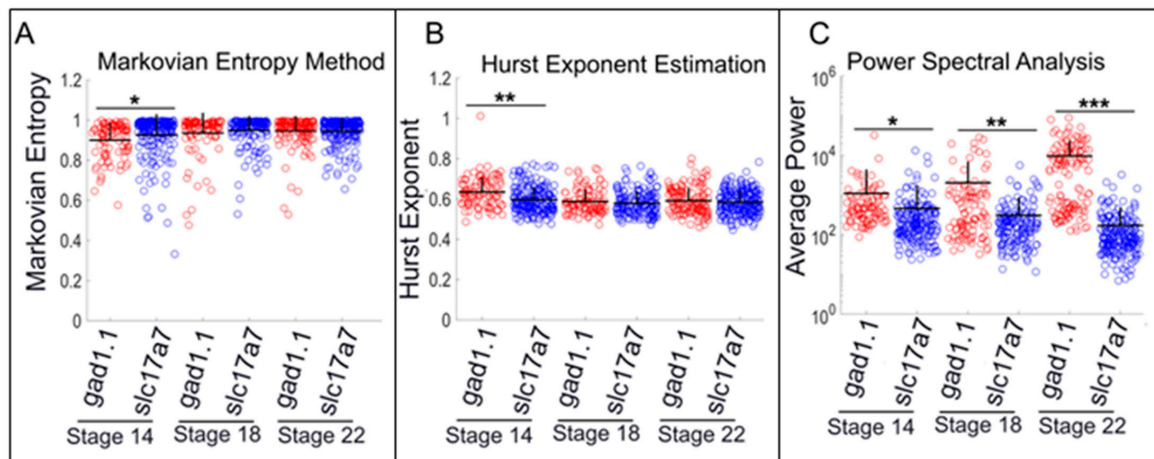 A
Markovian Entropy Method
*
Markovian Entropy
1.2
1
0.8
0.6
0.4
0.2
0
gad1.1
slc17a7
gad1.1
slc17a7
gad1.1
slc17a7
Stage 14
Stage 18
Stage 22
B
Hurst Exponent Estimation
**
Hurst Exponent
1.2
1
0.8
0.6
0.4
0.2
0
gad1.1
slc17a7
gad1.1
slc17a7
gad1.1
slc17a7
Stage 14
Stage 18
Stage 22
C
Power Spectral Analysis
*
**
***
Average Power
10⁶
10⁴
10²
10⁰
gad1.1
slc17a7
gad1.1
slc17a7
gad1.1
slc17a7
Stage 14
Stage 18
Stage 22